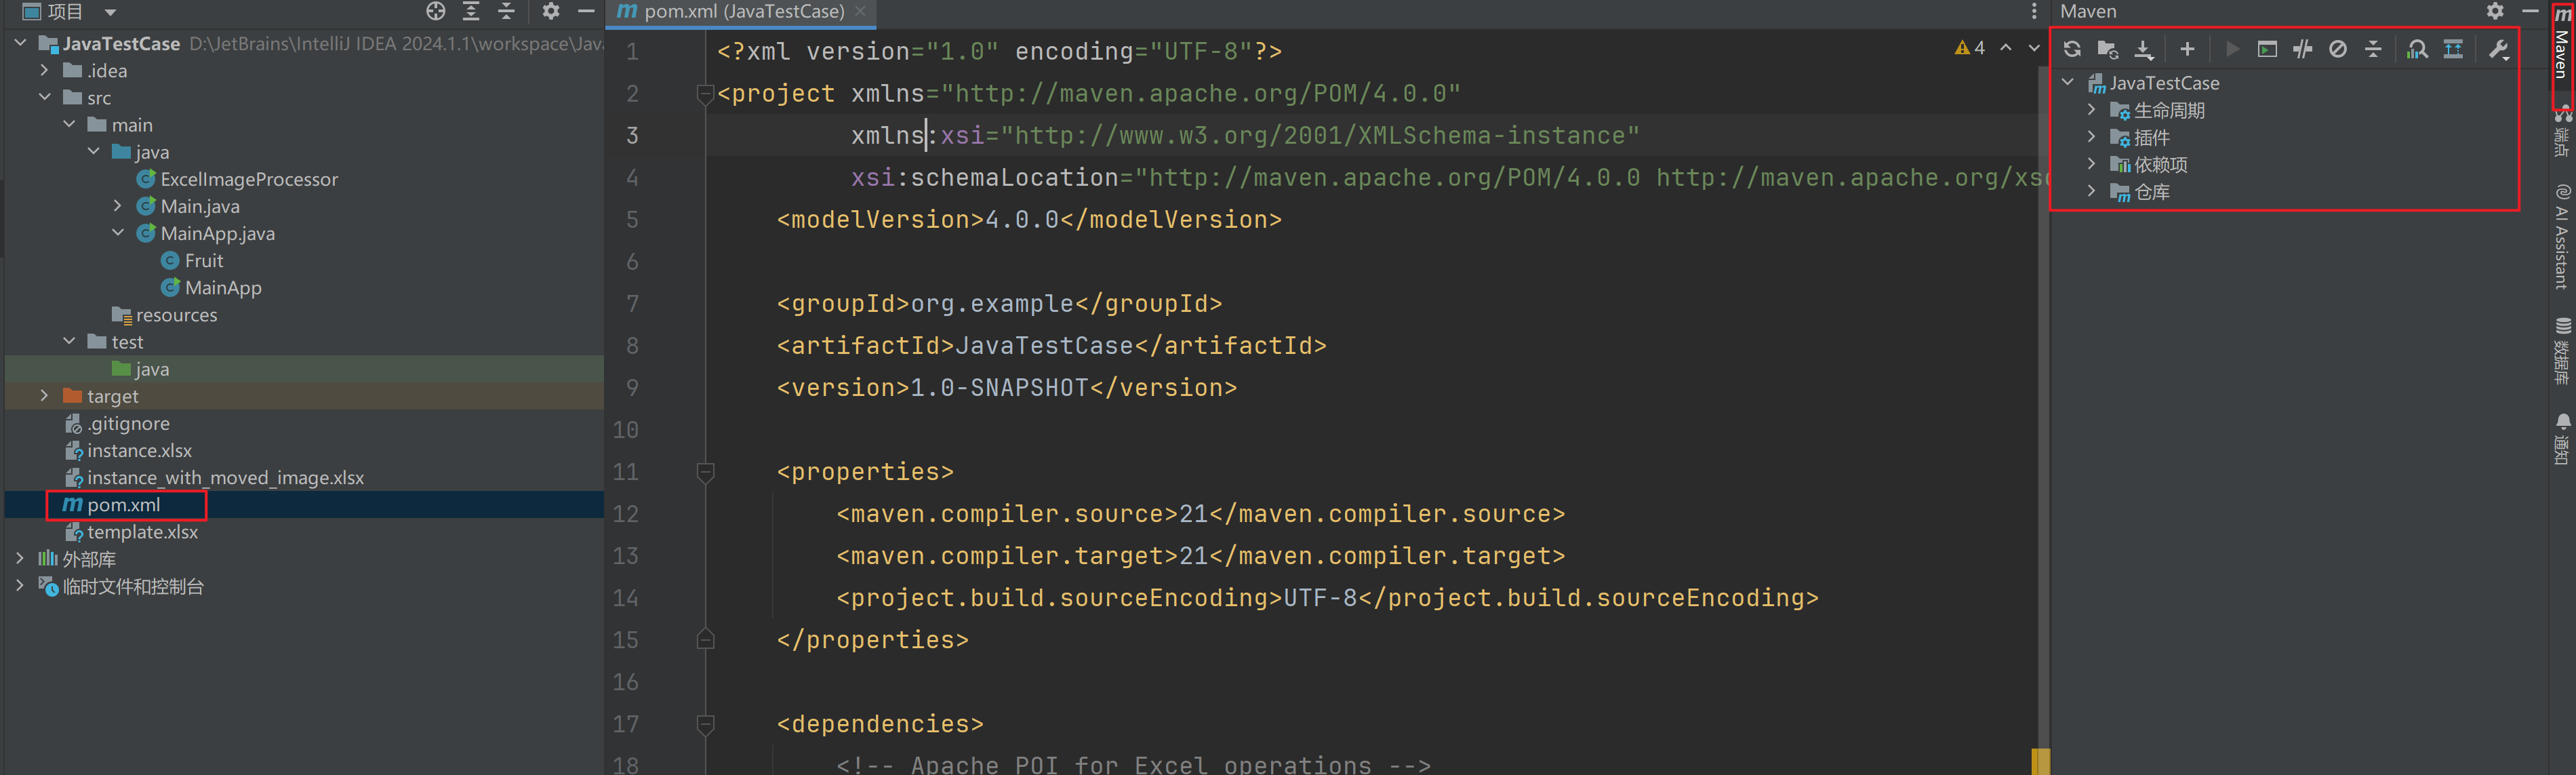 项目
JavaTestCase D:\JetBrains\IntelliJ IDEA 2024.1.1\workspace\Java
.idea
src
main
java
ExcelImageProcessor
Main.java
MainApp.java
Fruit
MainApp
resources
test
java
target
.gitignore
instance.xlsx
instance_with_moved_image.xlsx
pom.xml
template.xlsx
外部库
临时文件和控制台
pom.xml (JavaTestCase)
4
1 <?xml version="1.0" encoding="UTF-8"?>
2 <project xmlns="http://maven.apache.org/POM/4.0.0"
3 xmlns:xsi="http://www.w3.org/2001/XMLSchema-instance"
4 xsi:schemaLocation="http://maven.apache.org/POM/4.0.0 http://maven.apache.org/xsd
5 <modelVersion>4.0.0</modelVersion>
6
7 <groupId>org.example</groupId>
8 <artifactId>JavaTestCase</artifactId>
9 <version>1.0-SNAPSHOT</version>
10
11 <properties>
12 <maven.compiler.source>21</maven.compiler.source>
13 <maven.compiler.target>21</maven.compiler.target>
14 <project.build.sourceEncoding>UTF-8</project.build.sourceEncoding>
15 </properties>
16
17 <dependencies>
18 <!-- Apache POI for Excel operations -->
Maven
JavaTestCase
生命周期
插件
依赖项
仓库
Maven
端点
AI Assistant
数据库
通知